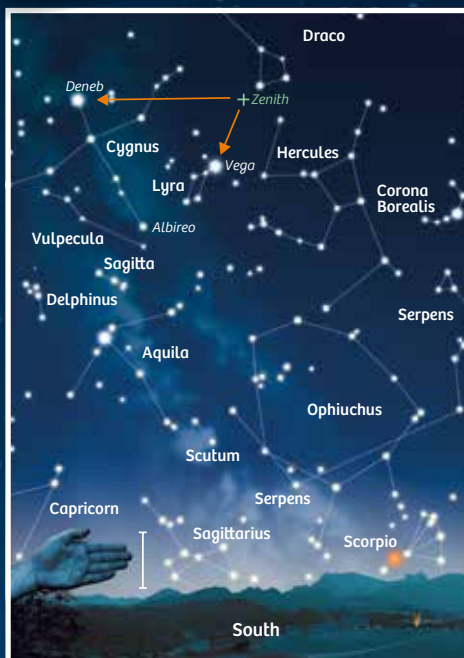 Draco
Deneb
Zenith
Cygnus
Hercules
Vega
Lyra
Corona
Borealis
Albireo
Vulpecula
Sagitta
Delphinus
Serpens
Aquila
Ophiuchus
Scutum
Serpens
Capricorn
Sagittarius
Scorpio
South